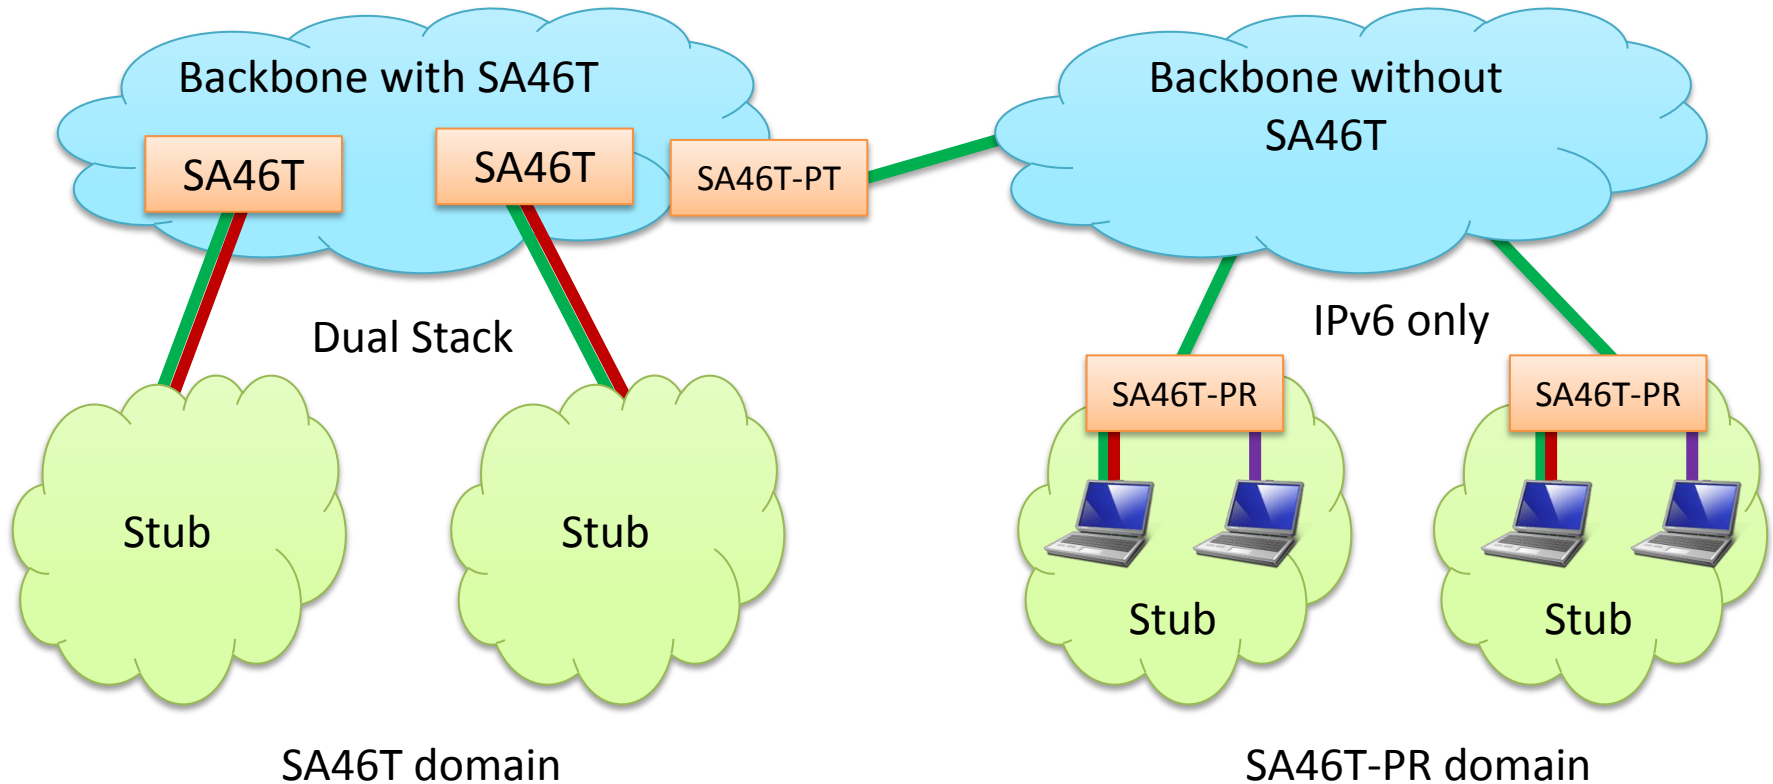 Backbone with SA46T
SA46T
SA46T
SA46T-PT
Backbone without
SA46T
Dual Stack
IPv6 only
SA46T-PR
SA46T-PR
Stub
Stub
Stub
Stub
SA46T domain
SA46T-PR domain